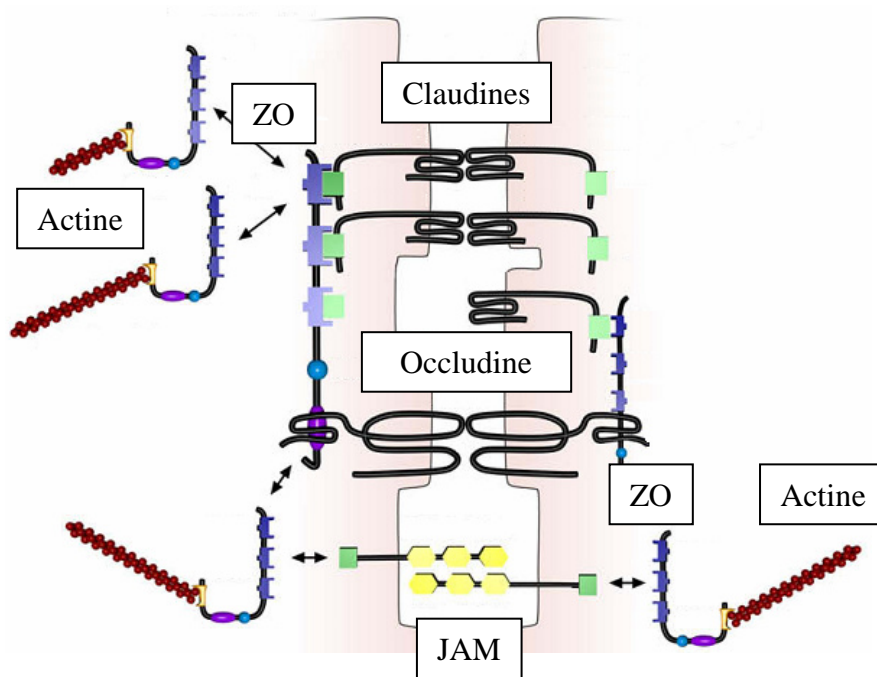 Claudines
ZO
Actine
Occludine
ZO
Actine
JAM